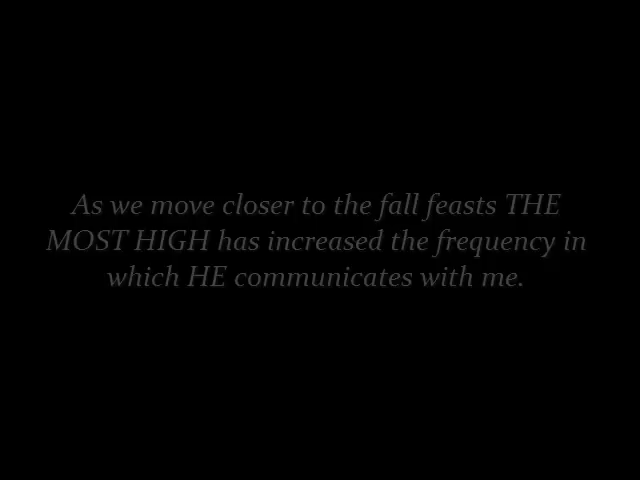 As we move closer to the fall feasts THE
MOST HIGH has increased the frequency in
which HE communicates with me.